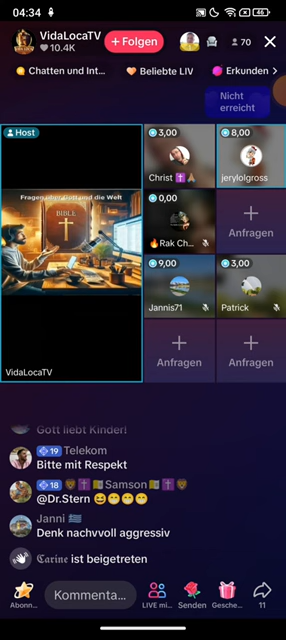 04:34
46
VidaLocaTV
10.4K
+ Folgen
70
Chatten und Int...
Beliebte LIV
Erkunden
Nicht
erreicht
Host
3,00
8,00
Christ
jerylolgross
Fragen über Gott und die Welt
BIBLE
0,00
Rak Ch...
Anfragen
9,00
3,00
Jannis71
Patrick
VidaLocaTV
Anfragen
Anfragen
Gott liebt Kinder!
19 Telekom
Bitte mit Respekt
18 Samson
@Dr.Stern
Janni
Denk nachvvoll aggressiv
Carine ist beigetreten
Kommenta...
Abonn...
LIVE mi...
Senden
Gesche...
11